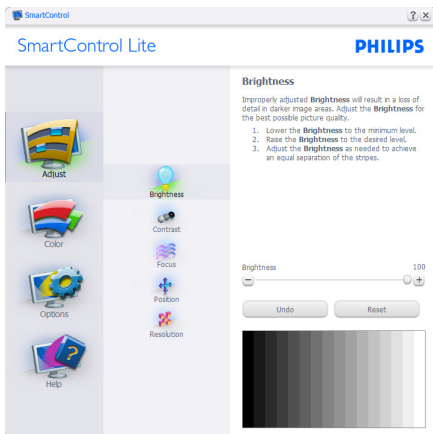 SmartControl
? x
SmartControl Lite
PHILIPS
Adjust
Color
Options
Help
Brightness
Contrast
Focus
Position
Resolution
Brightness
Improperly adjusted Brightness will result in a loss of
detail in darker image areas. Adjust the Brightness for
the best possible picture quality.
1. Lower the Brightness to the minimum level.
2. Raise the Brightness to the desired level.
3. Adjust the Brightness as needed to achieve
an equal separation of the stripes.
Brightness 100
Undo Reset